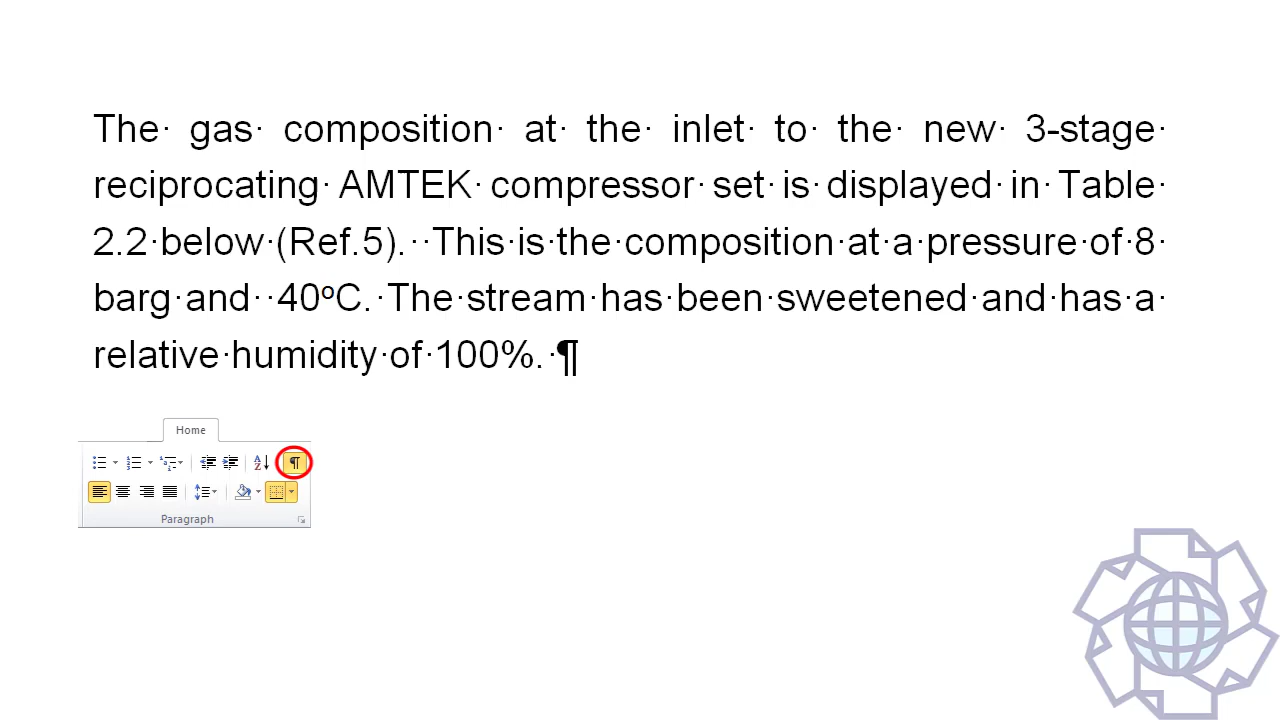 The· gas· composition· at· the· inlet· to· the· new· 3-stage·
reciprocating· AMTEK· compressor· set· is· displayed· in· Table·
2.2·below·(Ref.5).··This·is·the·composition·at·a·pressure·of·8·
barg·and··40ºC.·The·stream·has·been·sweetened·and·has·a·
relative·humidity·of·100%.·¶
Home
¶
Paragraph